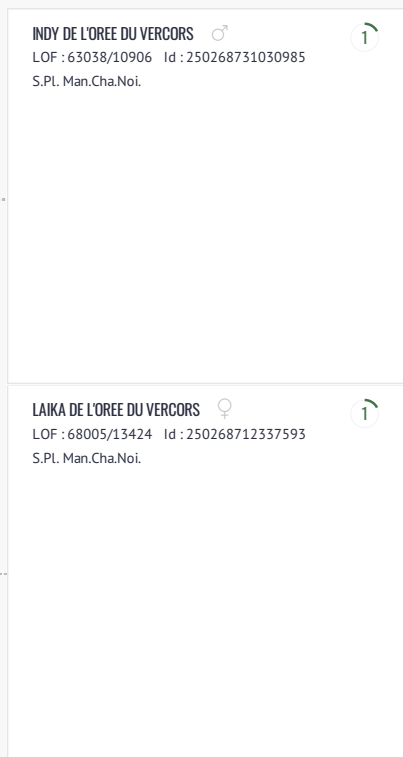 INDY DE L'OREE DU VERCORS
1
LOF : 63038/10906 Id : 250268731030985
S.Pl. Man.Cha.Noi.
LAIKA DE L'OREE DU VERCORS
1
LOF : 68005/13424 Id : 250268712337593
S.Pl. Man.Cha.Noi.